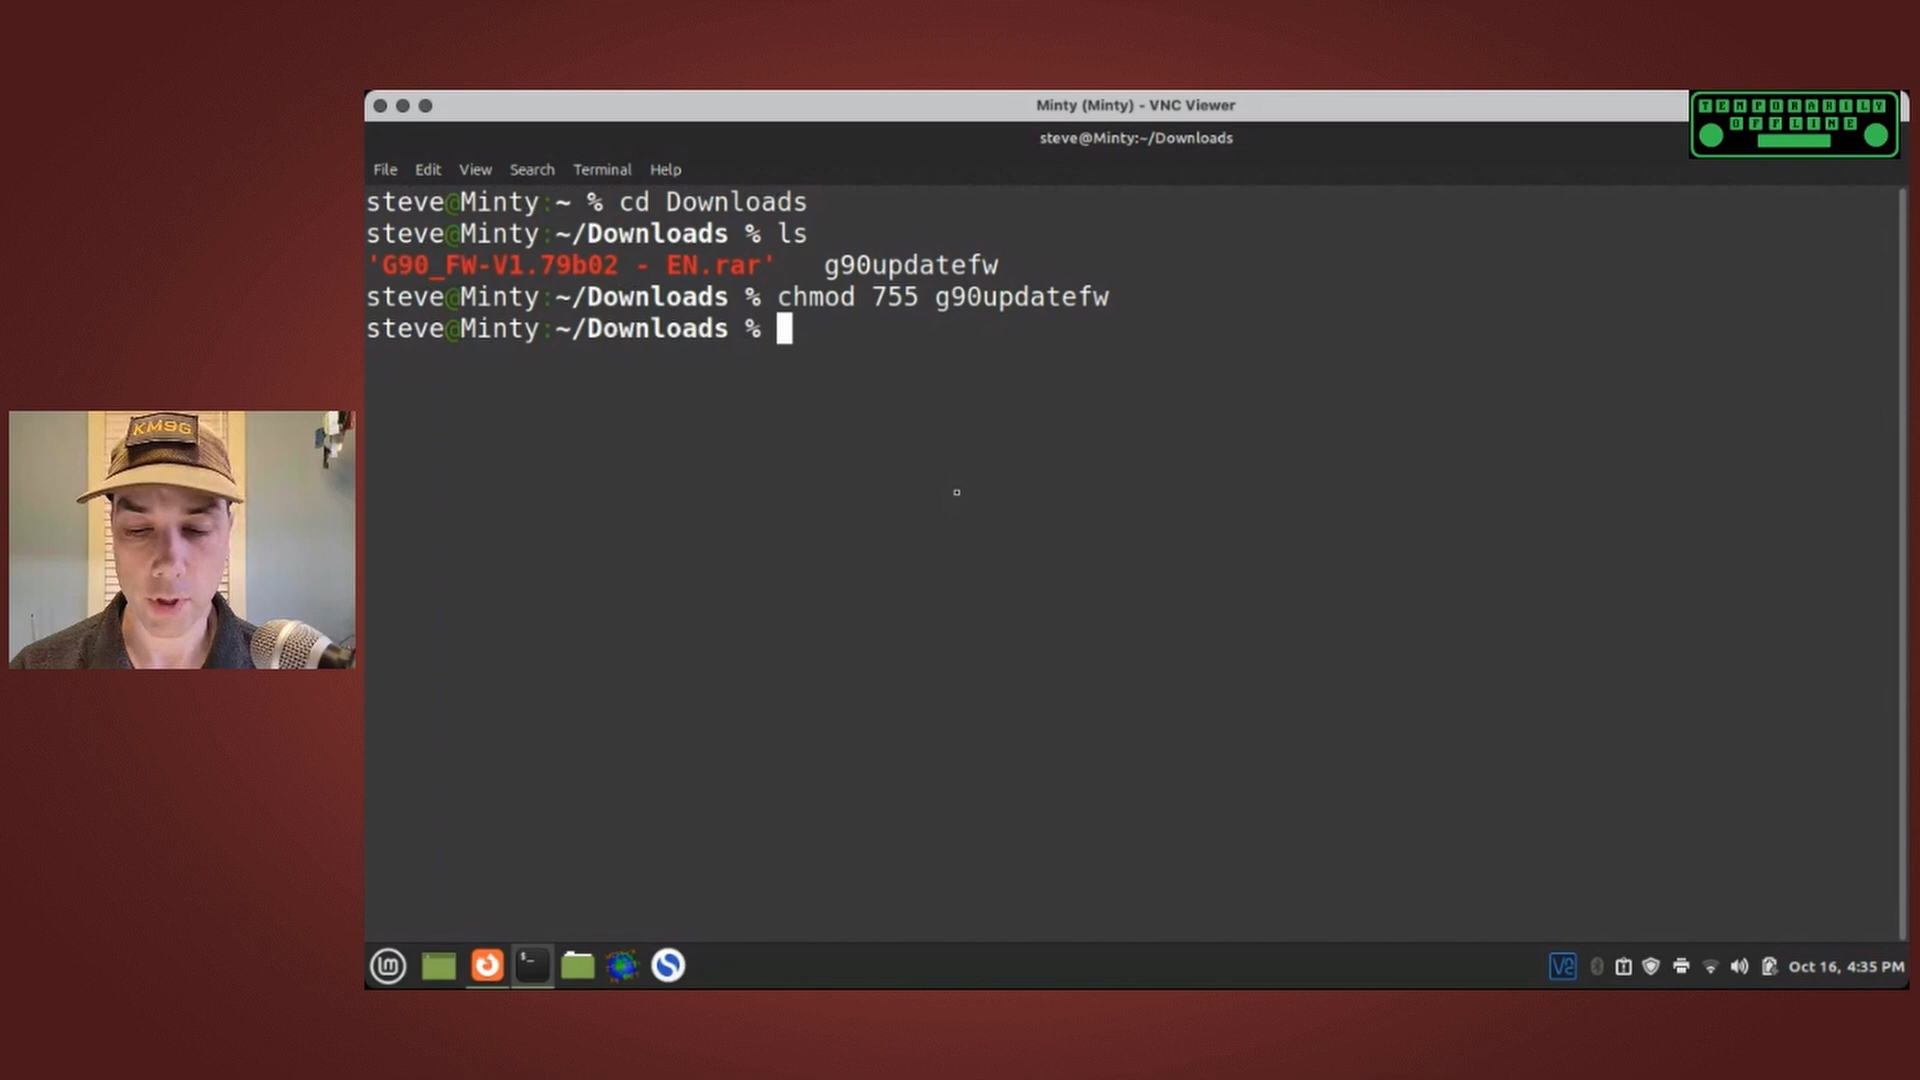 Minty (Minty) - VNC Viewer
TEMPORARILY
OFFLINE
steve@Minty:~/Downloads
File Edit View Search Terminal Help
steve@Minty:~ % cd Downloads
steve@Minty:~/Downloads % ls
'G90_FW-V1.79b02 - EN.rar' g90updatefw
steve@Minty:~/Downloads % chmod 755 g90updatefw
steve@Minty:~/Downloads %
KM9G
$_
V2
Oct 16, 4:35 PM